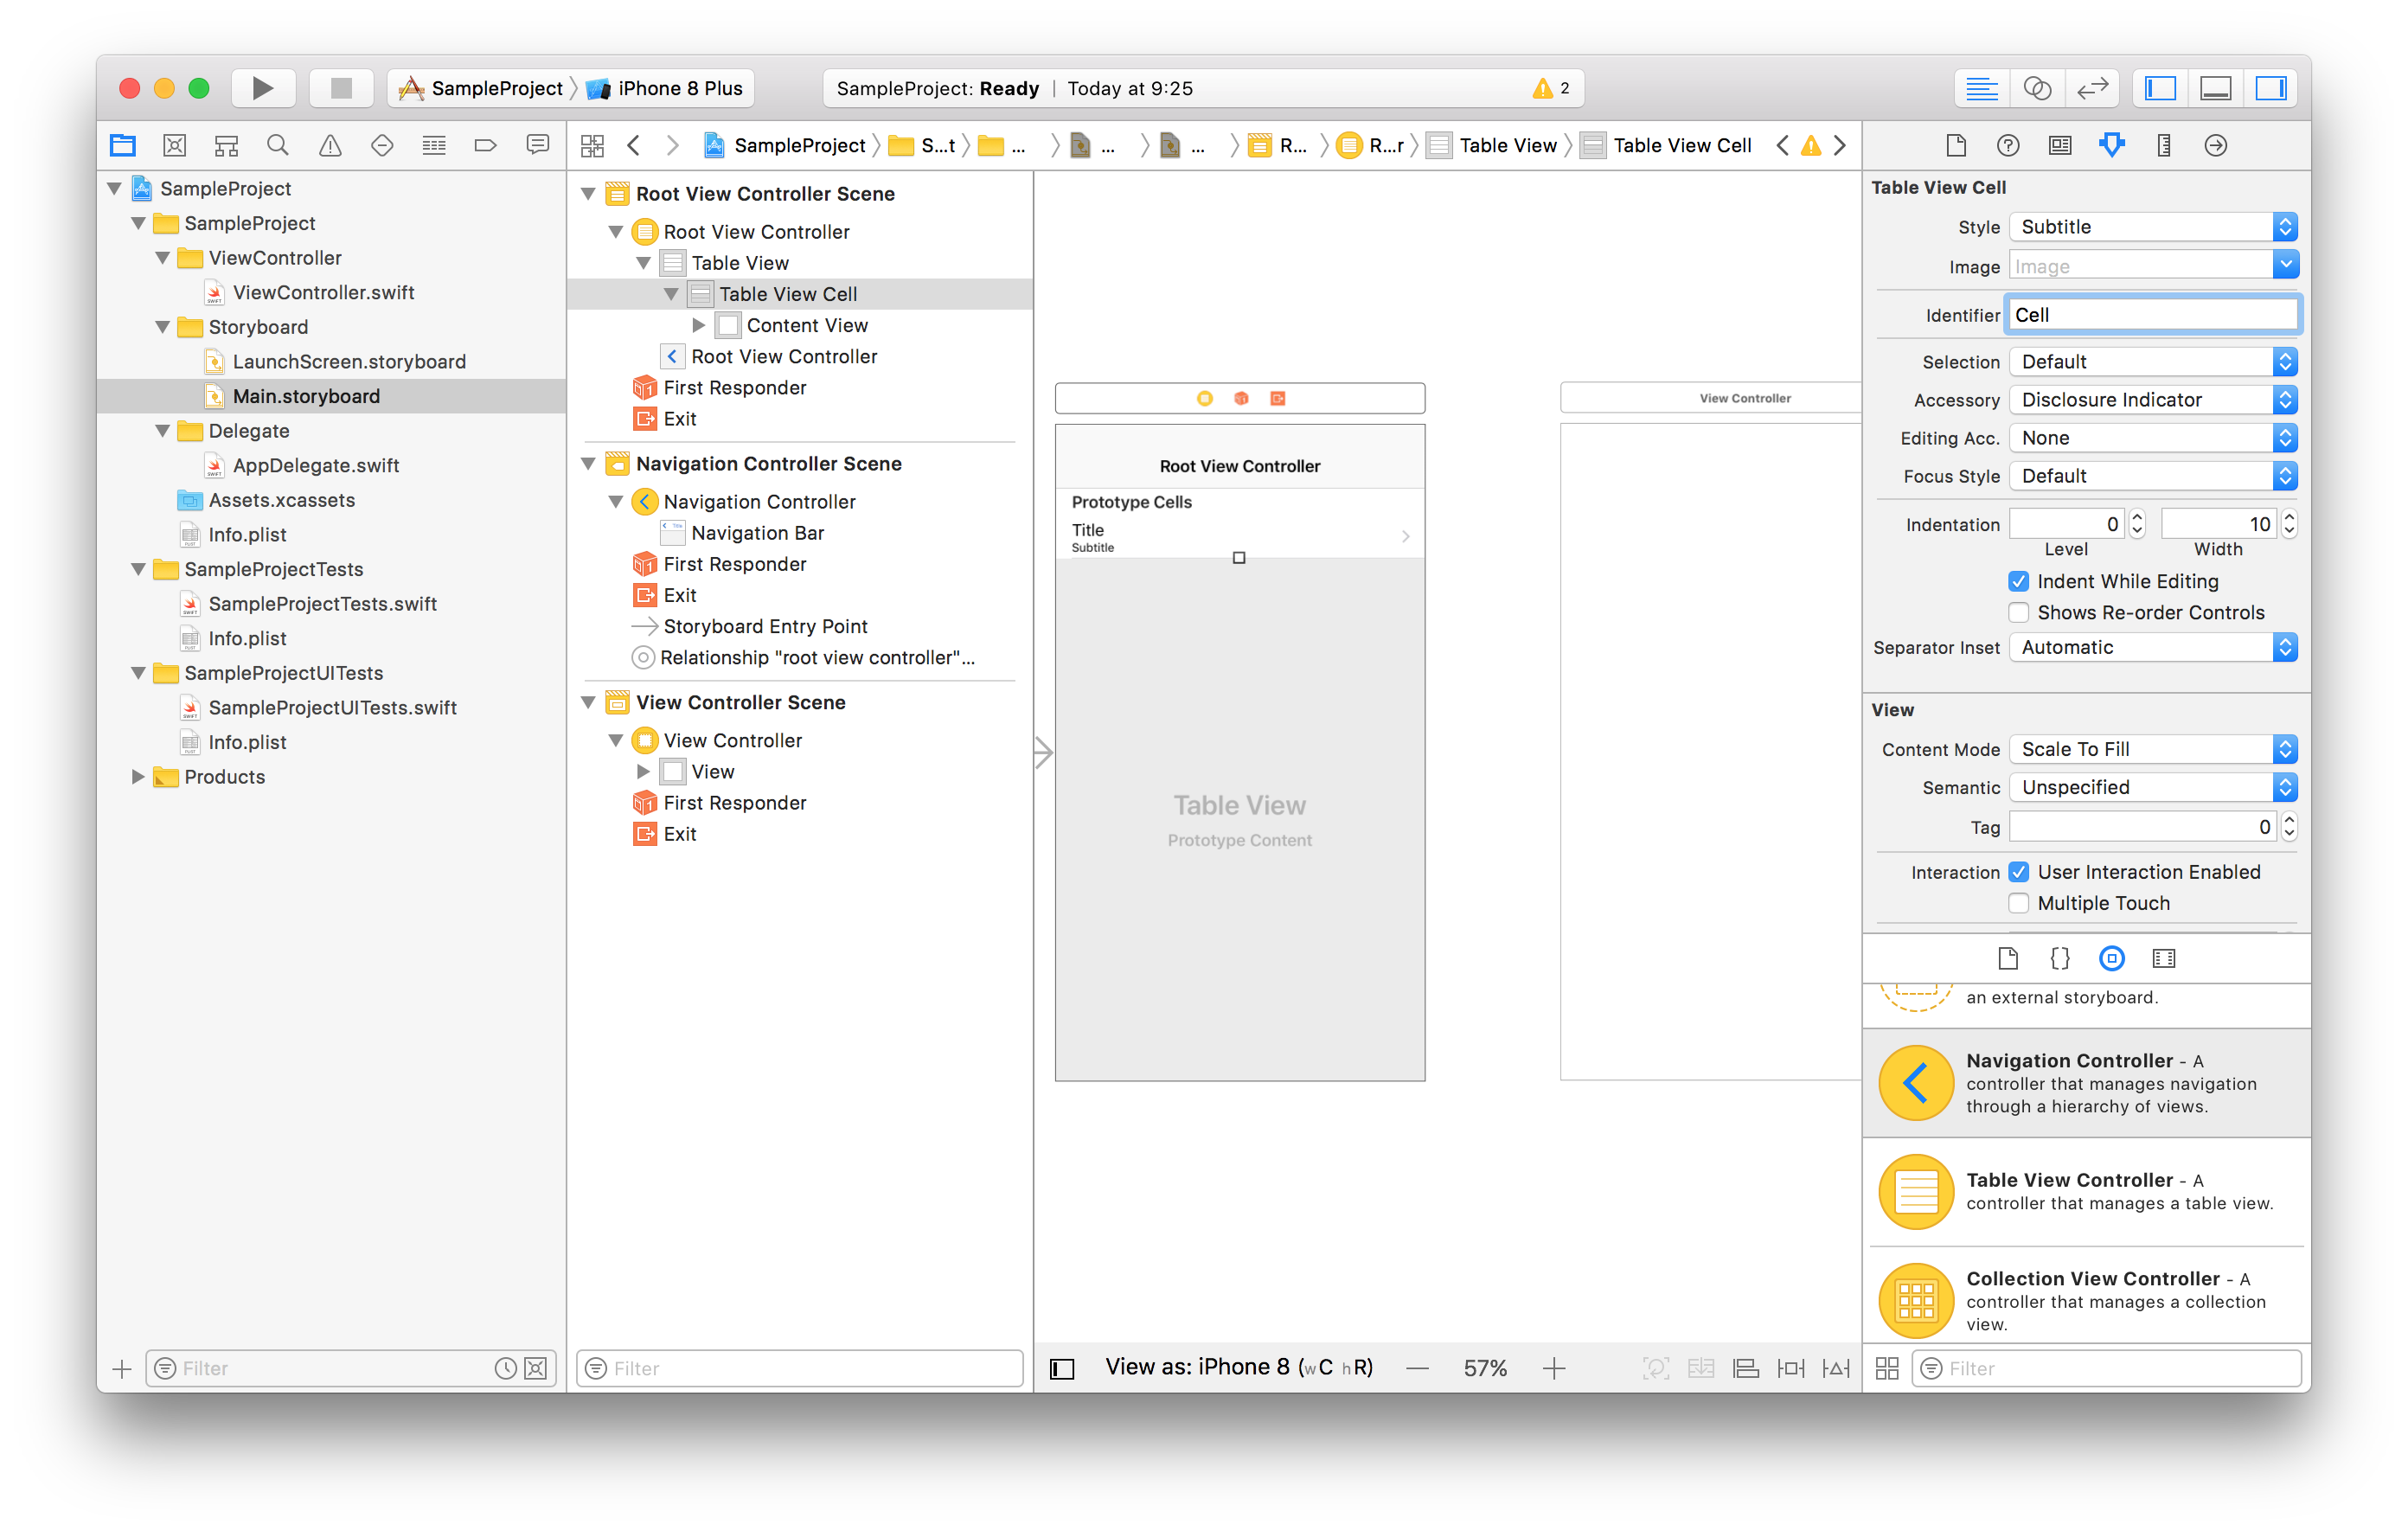 SampleProject
iPhone 8 Plus
SampleProject: Ready | Today at 9:25
2
SampleProject
S...t
...
...
...
R...
R...r
Table View
Table View Cell
SampleProject
SampleProject
ViewController
ViewController.swift
Storyboard
LaunchScreen.storyboard
Main.storyboard
Delegate
AppDelegate.swift
Assets.xcassets
Info.plist
SampleProjectTests
SampleProjectTests.swift
Info.plist
SampleProjectUITests
SampleProjectUITests.swift
Info.plist
Products
Filter
Root View Controller Scene
Root View Controller
Table View
Table View Cell
Content View
Root View Controller
First Responder
Exit
Navigation Controller Scene
Navigation Controller
Navigation Bar
First Responder
Exit
Storyboard Entry Point
Relationship "root view controller"...
View Controller Scene
View Controller
View
First Responder
Exit
Filter
Root View Controller
Prototype Cells
Title
Subtitle
Table View
Prototype Content
View Controller
View as: iPhone 8 (wC hR)
57%
Table View Cell
Style Subtitle
Image Image
Identifier Cell
Selection Default
Accessory Disclosure Indicator
Editing Acc. None
Focus Style Default
Indentation 0 10
Level Width
Indent While Editing
Shows Re-order Controls
Separator Inset Automatic
View
Content Mode Scale To Fill
Semantic Unspecified
Tag 0
Interaction User Interaction Enabled
Multiple Touch
an external storyboard.
Navigation Controller - A
controller that manages navigation
through a hierarchy of views.
Table View Controller - A
controller that manages a table view.
Collection View Controller - A
controller that manages a collection
view.
Filter